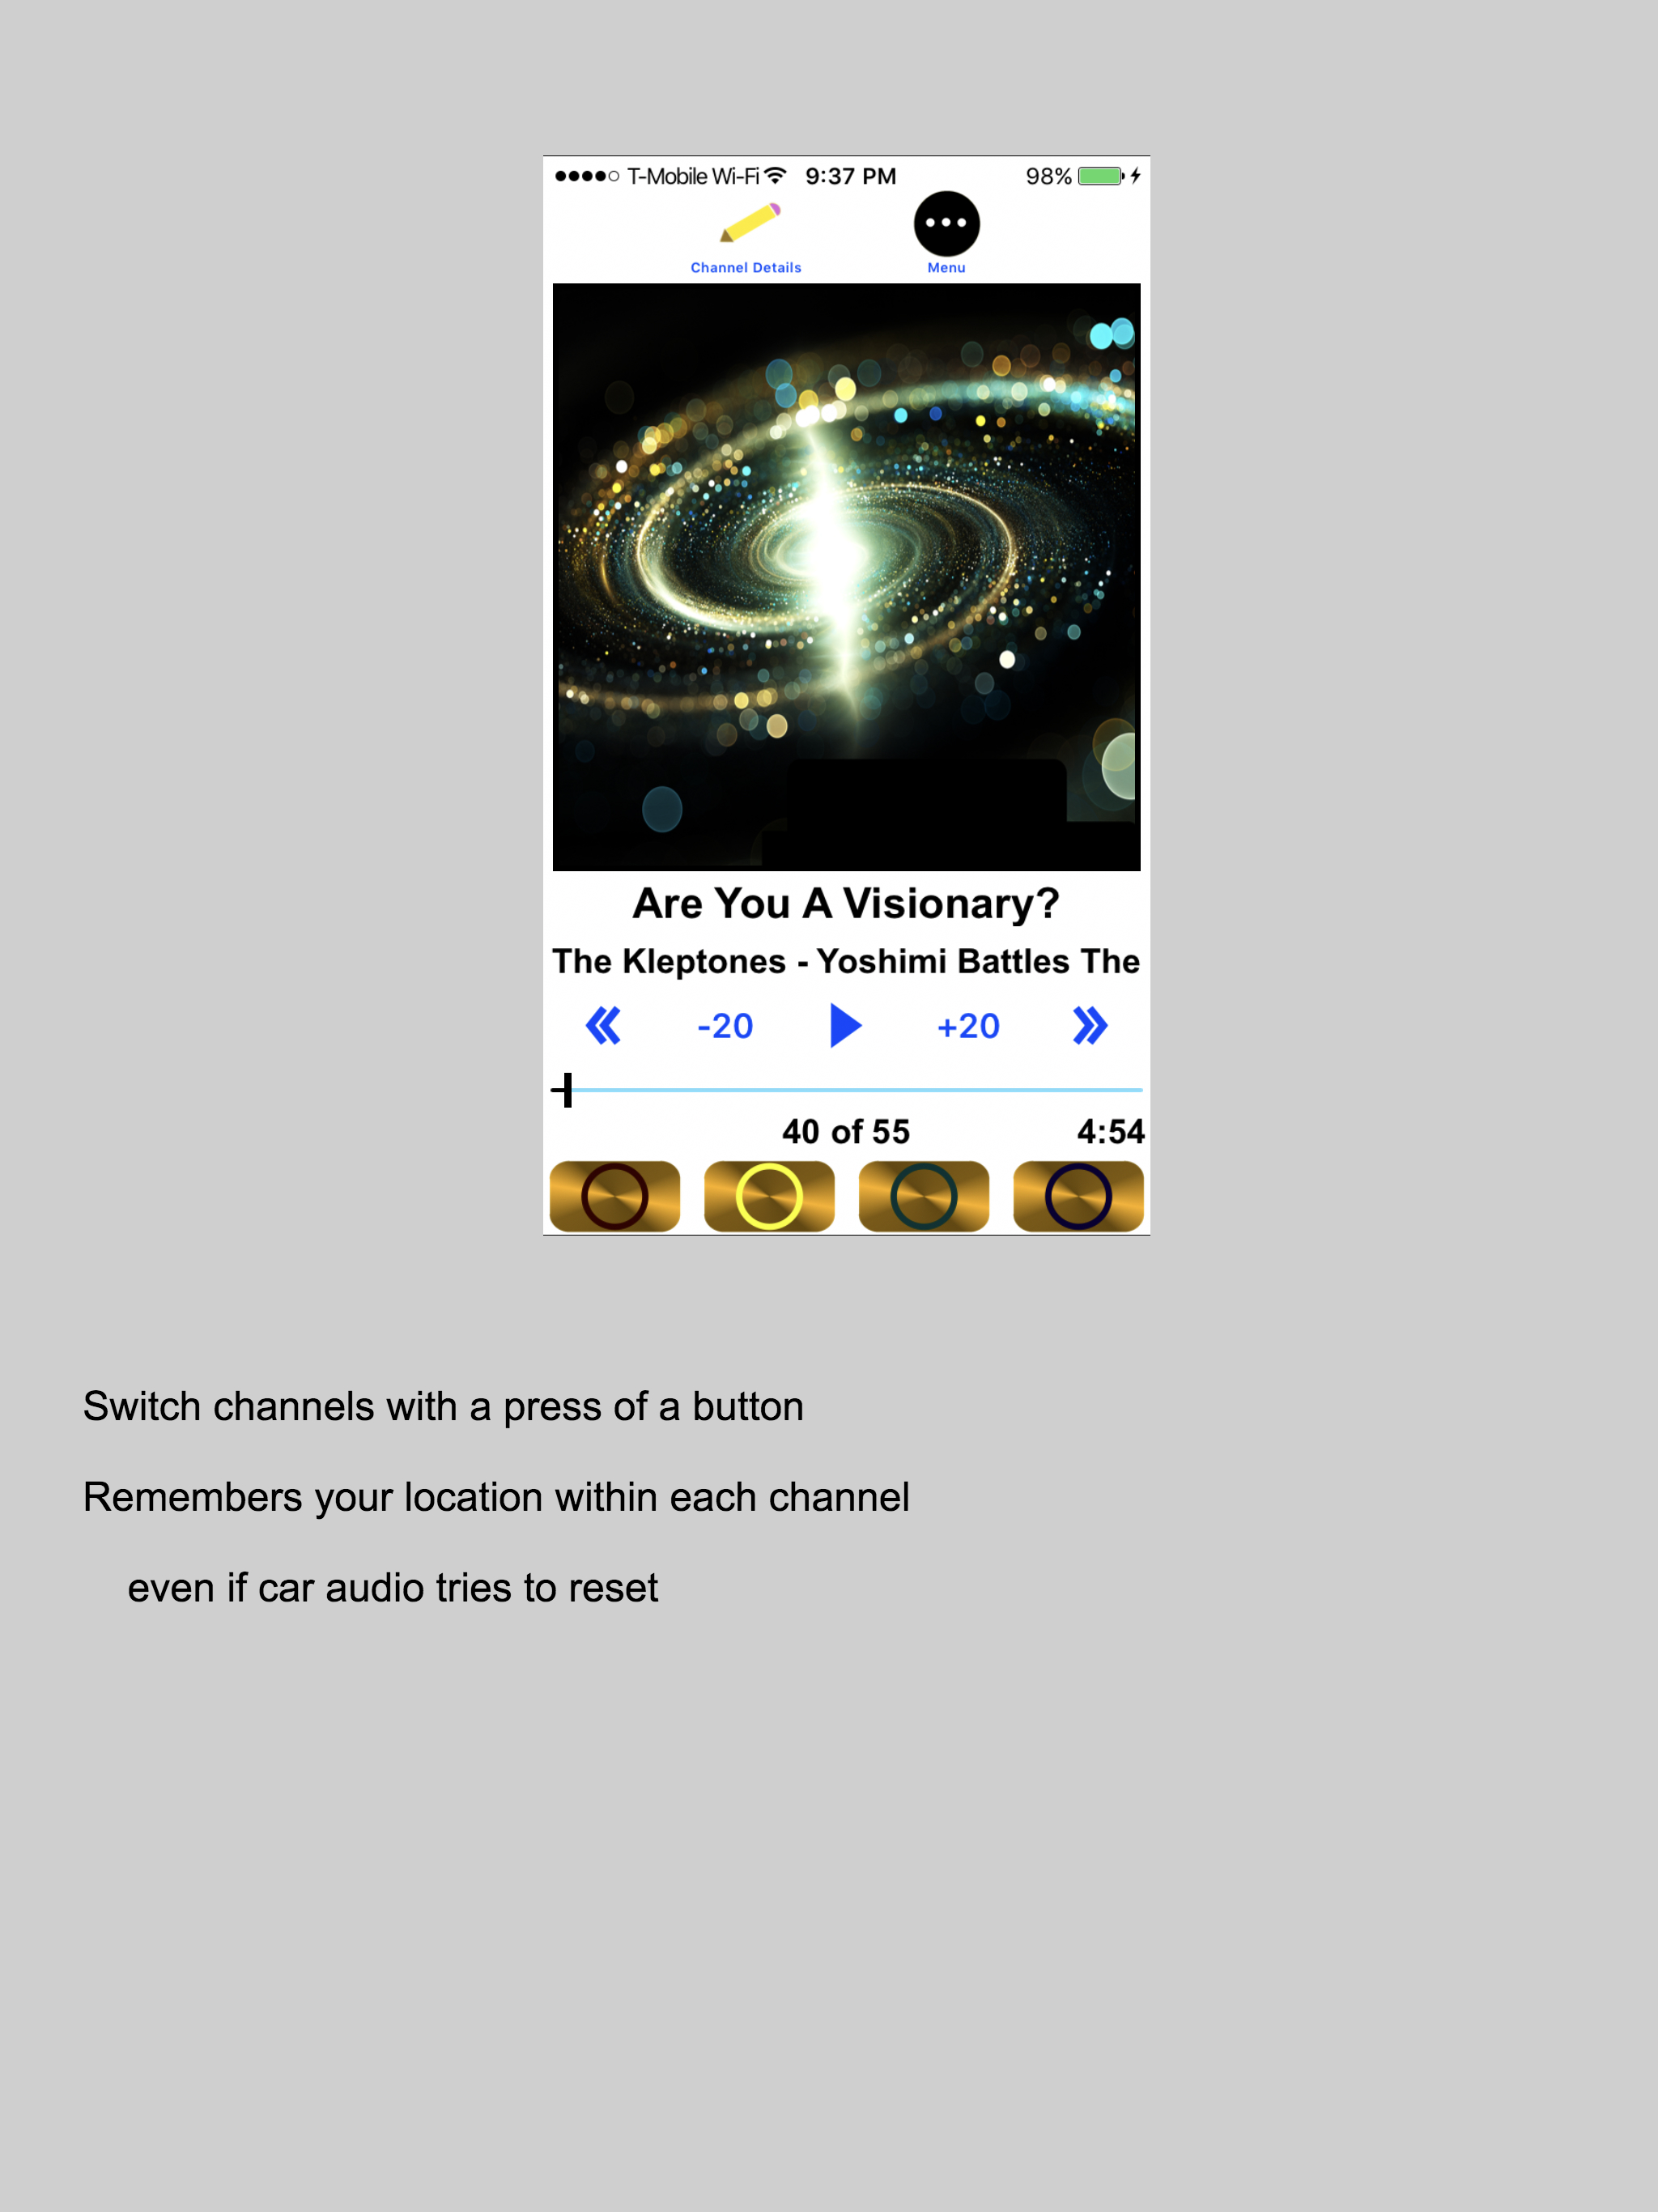 T-Mobile Wi-Fi 9:37 PM 98%
Channel Details Menu
Are You A Visionary?
The Kleptones - Yoshimi Battles The
-20 +20
40 of 55 4:54
Switch channels with a press of a button
Remembers your location within each channel
even if car audio tries to reset